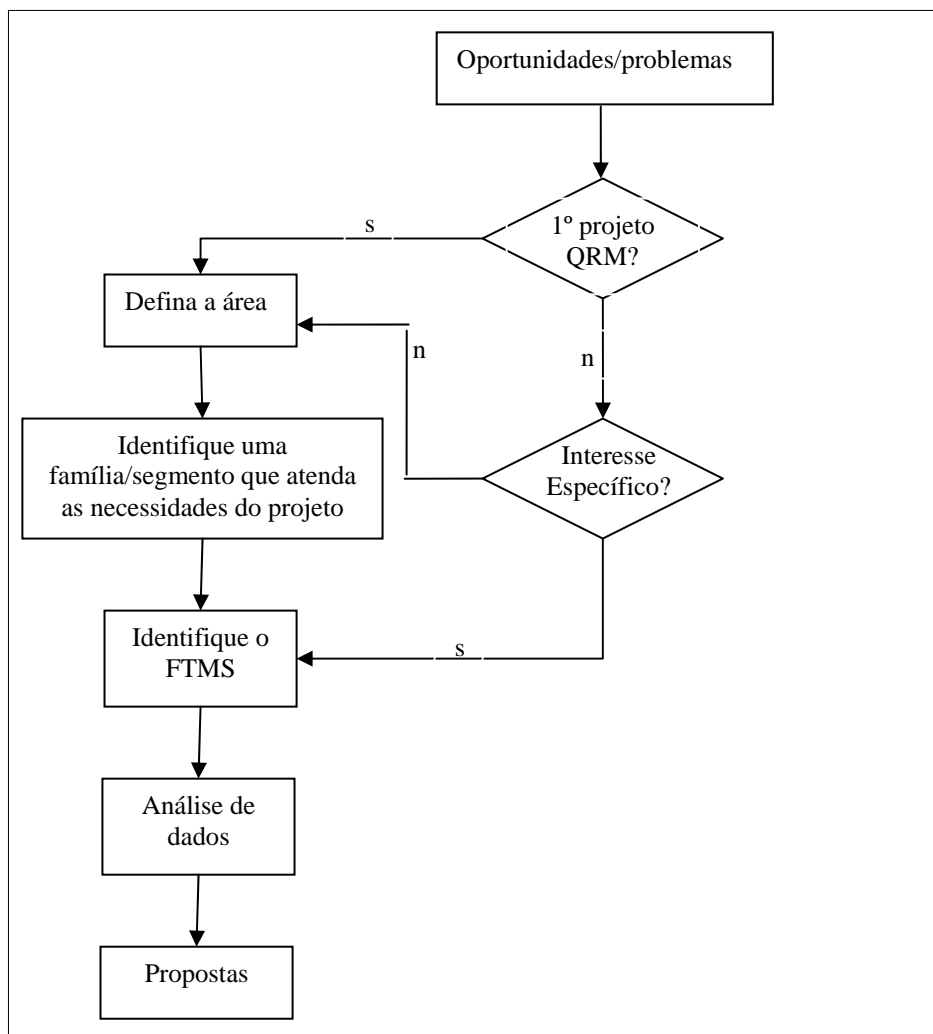 Oportunidades/problemas
1º projeto
QRM?
s
Defina a área
n
n
Identifique uma
família/segmento que atenda
as necessidades do projeto
Interesse
Específico?
Identifique o
FTMS
s
Análise de
dados
Propostas